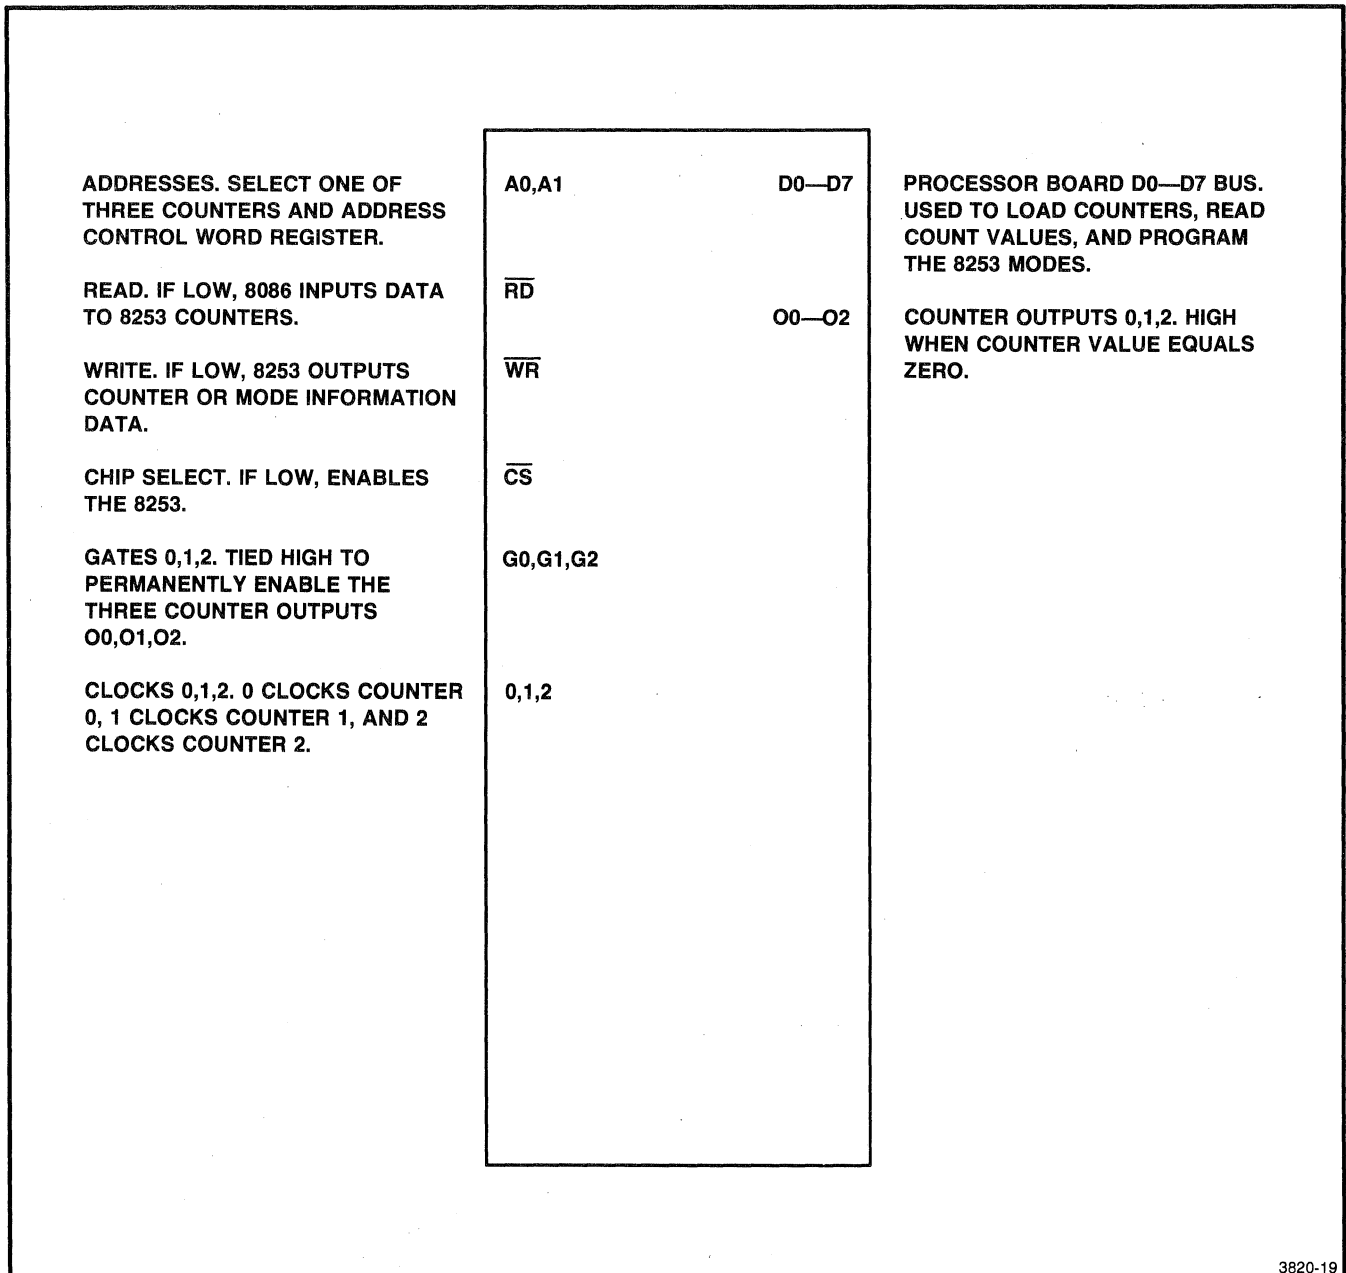 ADDRESSES. SELECT ONE OF
THREE COUNTERS AND ADDRESS
CONTROL WORD REGISTER.
READ. IF LOW, 8086 INPUTS DATA
TO 8253 COUNTERS.
WRITE. IF LOW, 8253 OUTPUTS
COUNTER OR MODE INFORMATION
DATA.
CHIP SELECT. IF LOW, ENABLES
THE 8253.
GATES 0,1,2. TIED HIGH TO
PERMANENTLY ENABLE THE
THREE COUNTER OUTPUTS
O0,O1,O2.
CLOCKS 0,1,2. 0 CLOCKS COUNTER
0, 1 CLOCKS COUNTER 1, AND 2
CLOCKS COUNTER 2.
A0,A1
R̅D̅
W̅R̅
C̅S̅
G0,G1,G2
0,1,2
D0—D7
O0—O2
PROCESSOR BOARD D0—D7 BUS.
USED TO LOAD COUNTERS, READ
COUNT VALUES, AND PROGRAM
THE 8253 MODES.
COUNTER OUTPUTS 0,1,2. HIGH
WHEN COUNTER VALUE EQUALS
ZERO.
3820-19